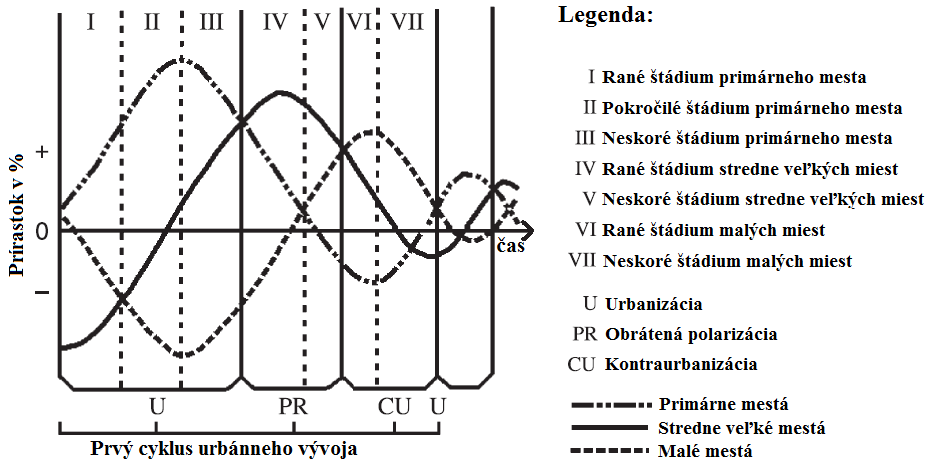 I II III IV V VI VII
Prírastok v %
+
0
−
čas
U PR CU U
Prvý cyklus urbánneho vývoja
Legenda:
I Rané štádium primárneho mesta
II Pokročilé štádium primárneho mesta
III Neskoré štádium primárneho mesta
IV Rané štádium stredne veľkých miest
V Neskoré štádium stredne veľkých miest
VI Rané štádium malých miest
VII Neskoré štádium malých miest
U Urbanizácia
PR Obrátená polarizácia
CU Kontraurbanizácia
Primárne mestá
Stredne veľké mestá
Malé mestá